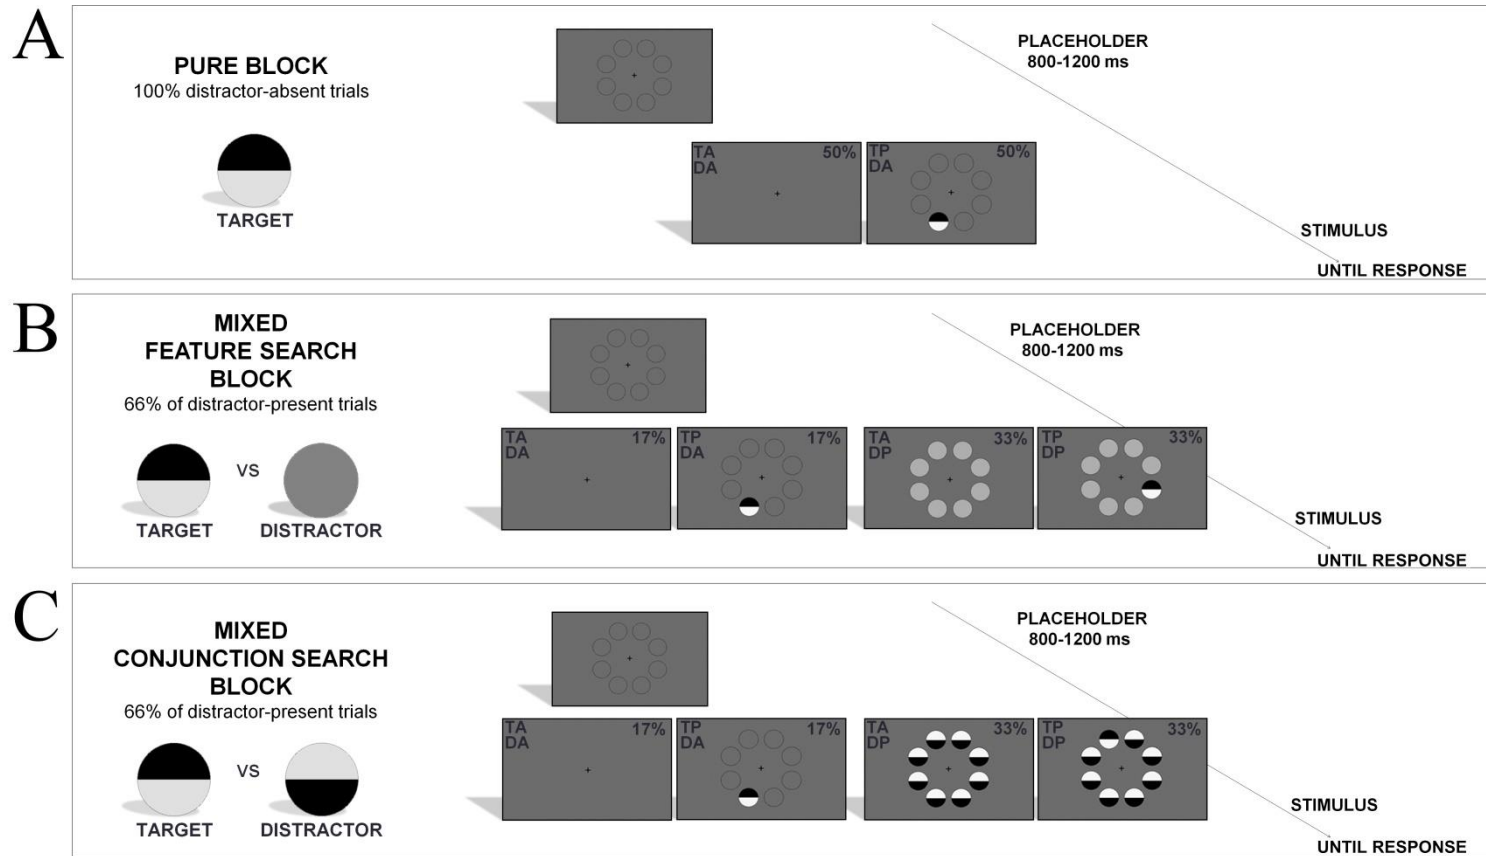 A
PURE BLOCK
100% distractor-absent trials
TARGET
PLACEHOLDER
800-1200 ms
TA 50%
DA
TP 50%
DA
STIMULUS
UNTIL RESPONSE
B
MIXED
FEATURE SEARCH
BLOCK
66% of distractor-present trials
VS
TARGET DISTRACTOR
PLACEHOLDER
800-1200 ms
TA 17%
DA
TP 17%
DA
TA 33%
DP
TP 33%
DP
STIMULUS
UNTIL RESPONSE
C
MIXED
CONJUNCTION SEARCH
BLOCK
66% of distractor-present trials
VS
TARGET DISTRACTOR
PLACEHOLDER
800-1200 ms
TA 17%
DA
TP 17%
DA
TA 33%
DP
TP 33%
DP
STIMULUS
UNTIL RESPONSE